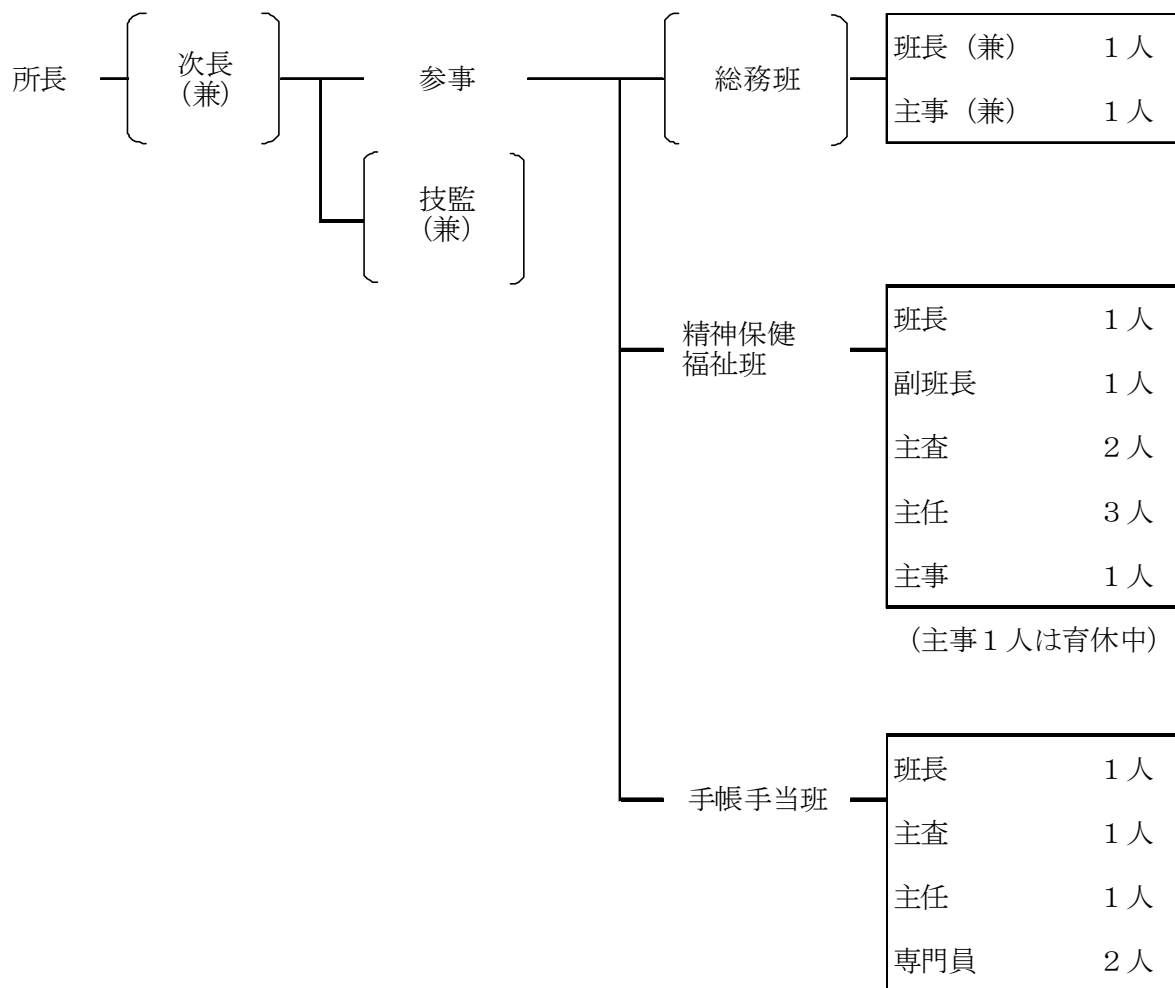 所長
次長
（兼）
参事
総務班
班長（兼） １人
主事（兼） １人
技監
（兼）
精神保健
福祉班
班長 １人
副班長 １人
主査 ２人
主任 ３人
主事 １人
（主事１人は育休中）
手帳手当班
班長 １人
主査 １人
主任 １人
専門員 ２人